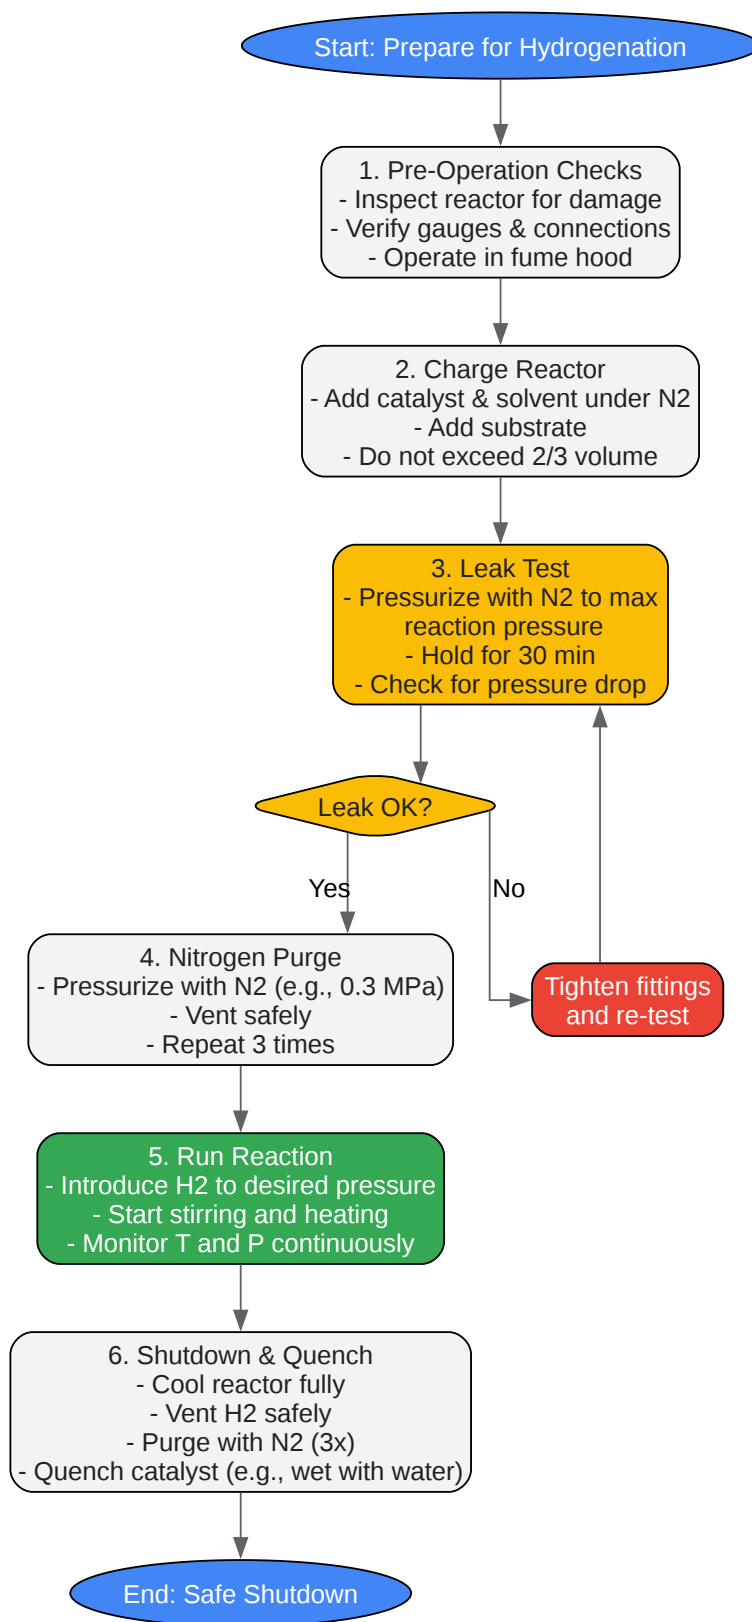 Start: Prepare for Hydrogenation
1. Pre-Operation Checks
- Inspect reactor for damage
- Verify gauges & connections
- Operate in fume hood
2. Charge Reactor
- Add catalyst & solvent under N2
- Add substrate
- Do not exceed 2/3 volume
3. Leak Test
- Pressurize with N2 to max
reaction pressure
- Hold for 30 min
- Check for pressure drop
Leak OK?
Yes
No
4. Nitrogen Purge
- Pressurize with N2 (e.g., 0.3 MPa)
- Vent safely
- Repeat 3 times
Tighten fittings
and re-test
5. Run Reaction
- Introduce H2 to desired pressure
- Start stirring and heating
- Monitor T and P continuously
6. Shutdown & Quench
- Cool reactor fully
- Vent H2 safely
- Purge with N2 (3x)
- Quench catalyst (e.g., wet with water)
End: Safe Shutdown